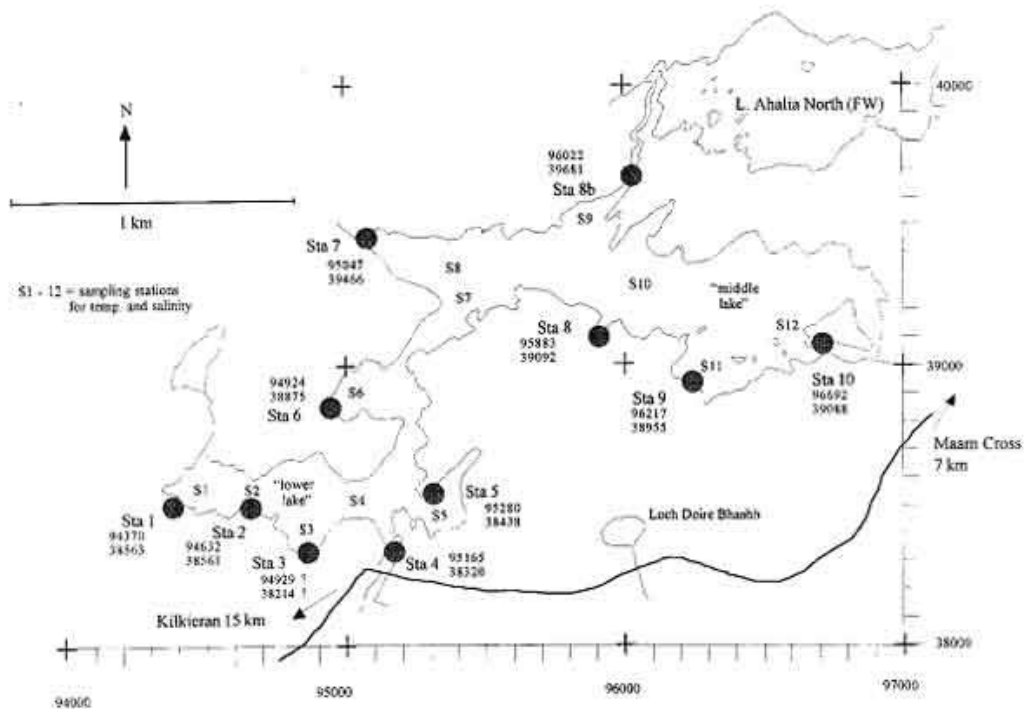 N
1 km
S1 - 12 = sampling stations
for temp. and salinity
L. Ahalia North (FW)
40000
96022
39681
Sta 8b
S9
Sta 7
95047
39466
S8
S7
S10
"middle
lake"
S12
Sta 8
95883
39092
S11
Sta 9
96217
38955
Sta 10
96692
39088
39000
Maam Cross
7 km
94924
38875
Sta 6
S6
S1
S2
"lower
lake"
S4
S3
S5
Sta 5
95280
38438
Sta 1
94370
38563
Sta 2
94632
38561
Sta 3
94929
38214
Sta 4
95165
38320
Loch Doire
Kilkieran 15 km
38000
94000
95000
96000
97000